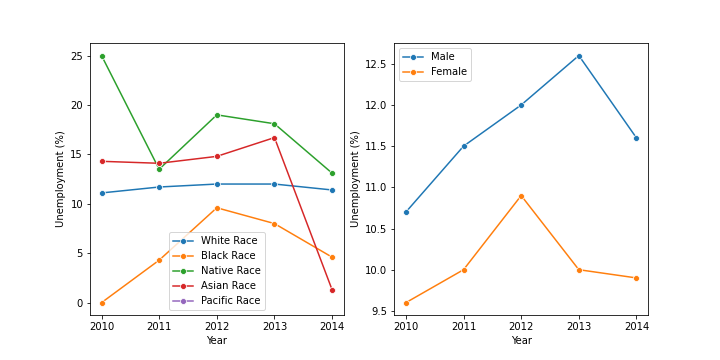 25
20
15
10
5
0
Unemployment (%)
2010 2011 2012 2013 2014
Year
White Race
Black Race
Native Race
Asian Race
Pacific Race
12.5
12.0
11.5
11.0
10.5
10.0
9.5
Unemployment (%)
2010 2011 2012 2013 2014
Year
Male
Female